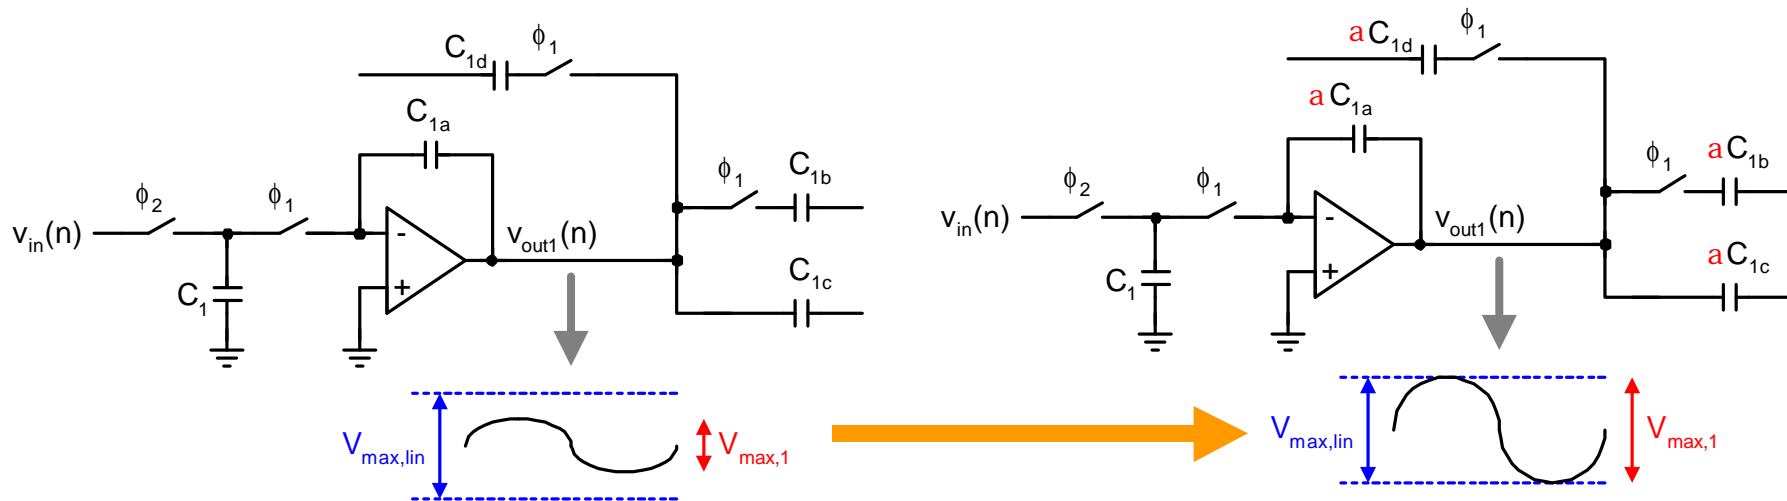 C1d
ϕ1
C1a
ϕ2
ϕ1
ϕ1
C1b
vin(n)
-
vout1(n)
+
C1
C1c
Vmax,lin
Vmax,1
aC1d
ϕ1
aC1a
ϕ2
ϕ1
ϕ1
aC1b
vin(n)
-
vout1(n)
+
C1
aC1c
Vmax,lin
Vmax,1